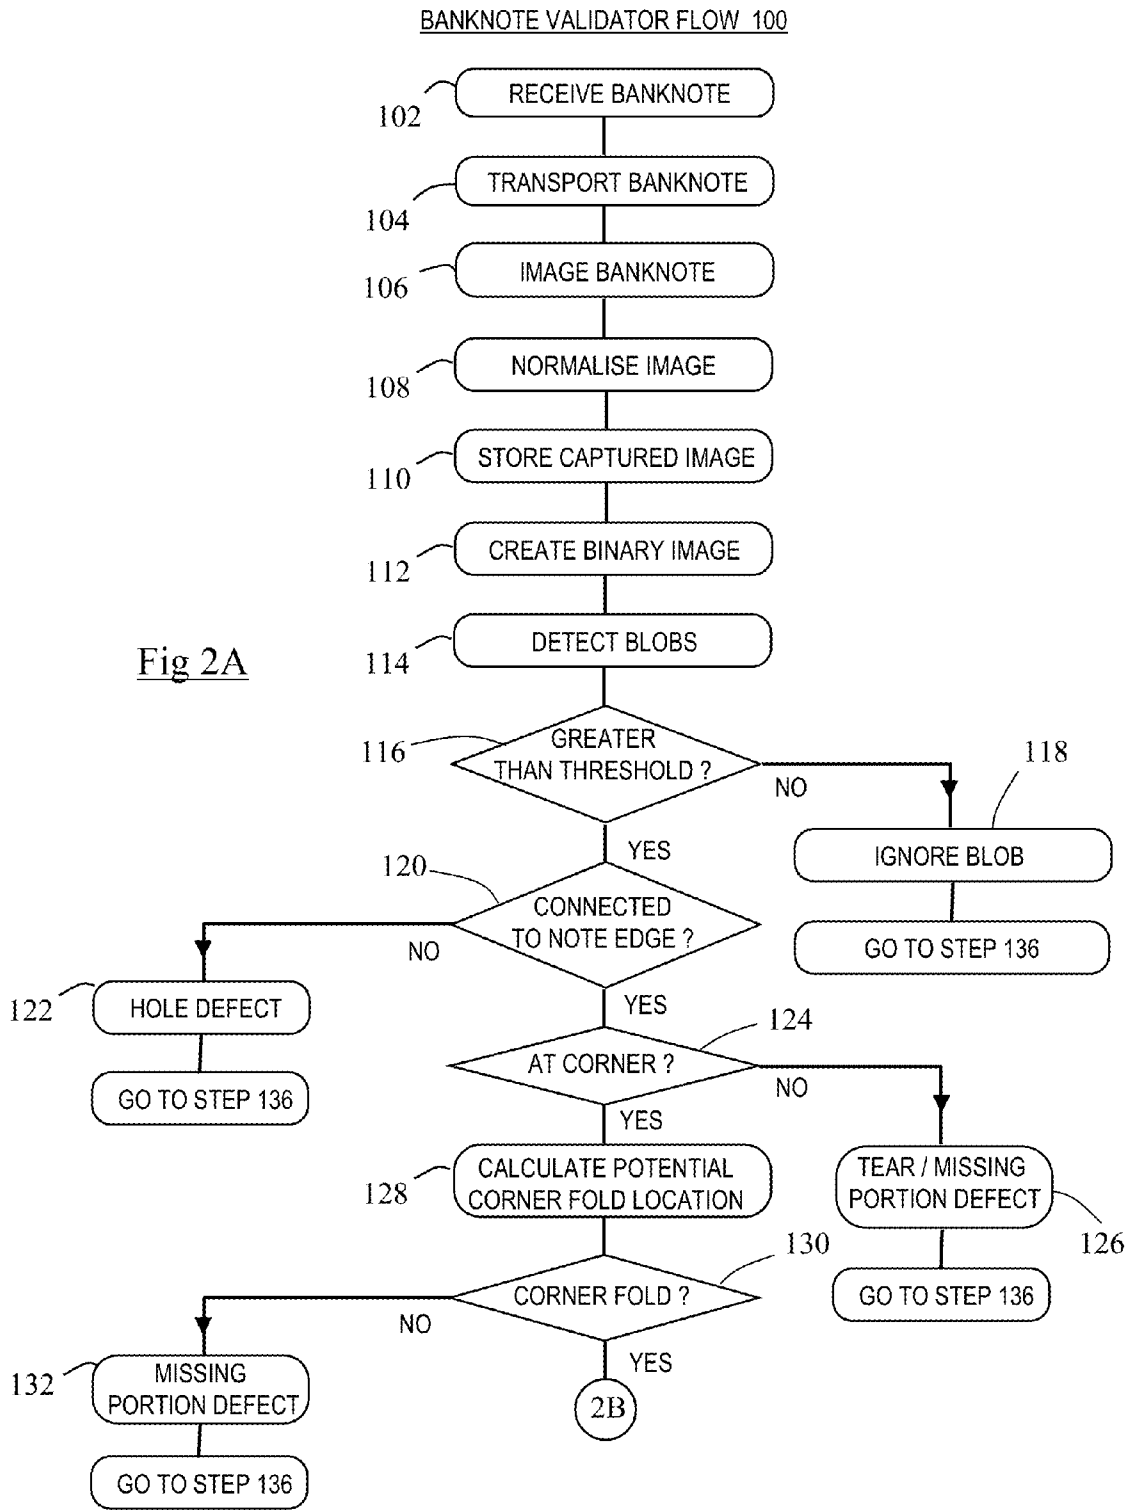 BANKNOTE VALIDATOR FLOW 100
RECEIVE BANKNOTE
102
TRANSPORT BANKNOTE
104
IMAGE BANKNOTE
106
NORMALISE IMAGE
108
STORE CAPTURED IMAGE
110
CREATE BINARY IMAGE
112
DETECT BLOBS
114
Fig 2A
GREATER
THAN THRESHOLD ?
116
NO
118
IGNORE BLOB
GO TO STEP 136
YES
120
CONNECTED
TO NOTE EDGE ?
NO
122
HOLE DEFECT
GO TO STEP 136
YES
124
AT CORNER ?
NO
TEAR / MISSING
PORTION DEFECT
126
GO TO STEP 136
YES
128
CALCULATE POTENTIAL
CORNER FOLD LOCATION
130
CORNER FOLD ?
NO
132
MISSING
PORTION DEFECT
GO TO STEP 136
YES
2B